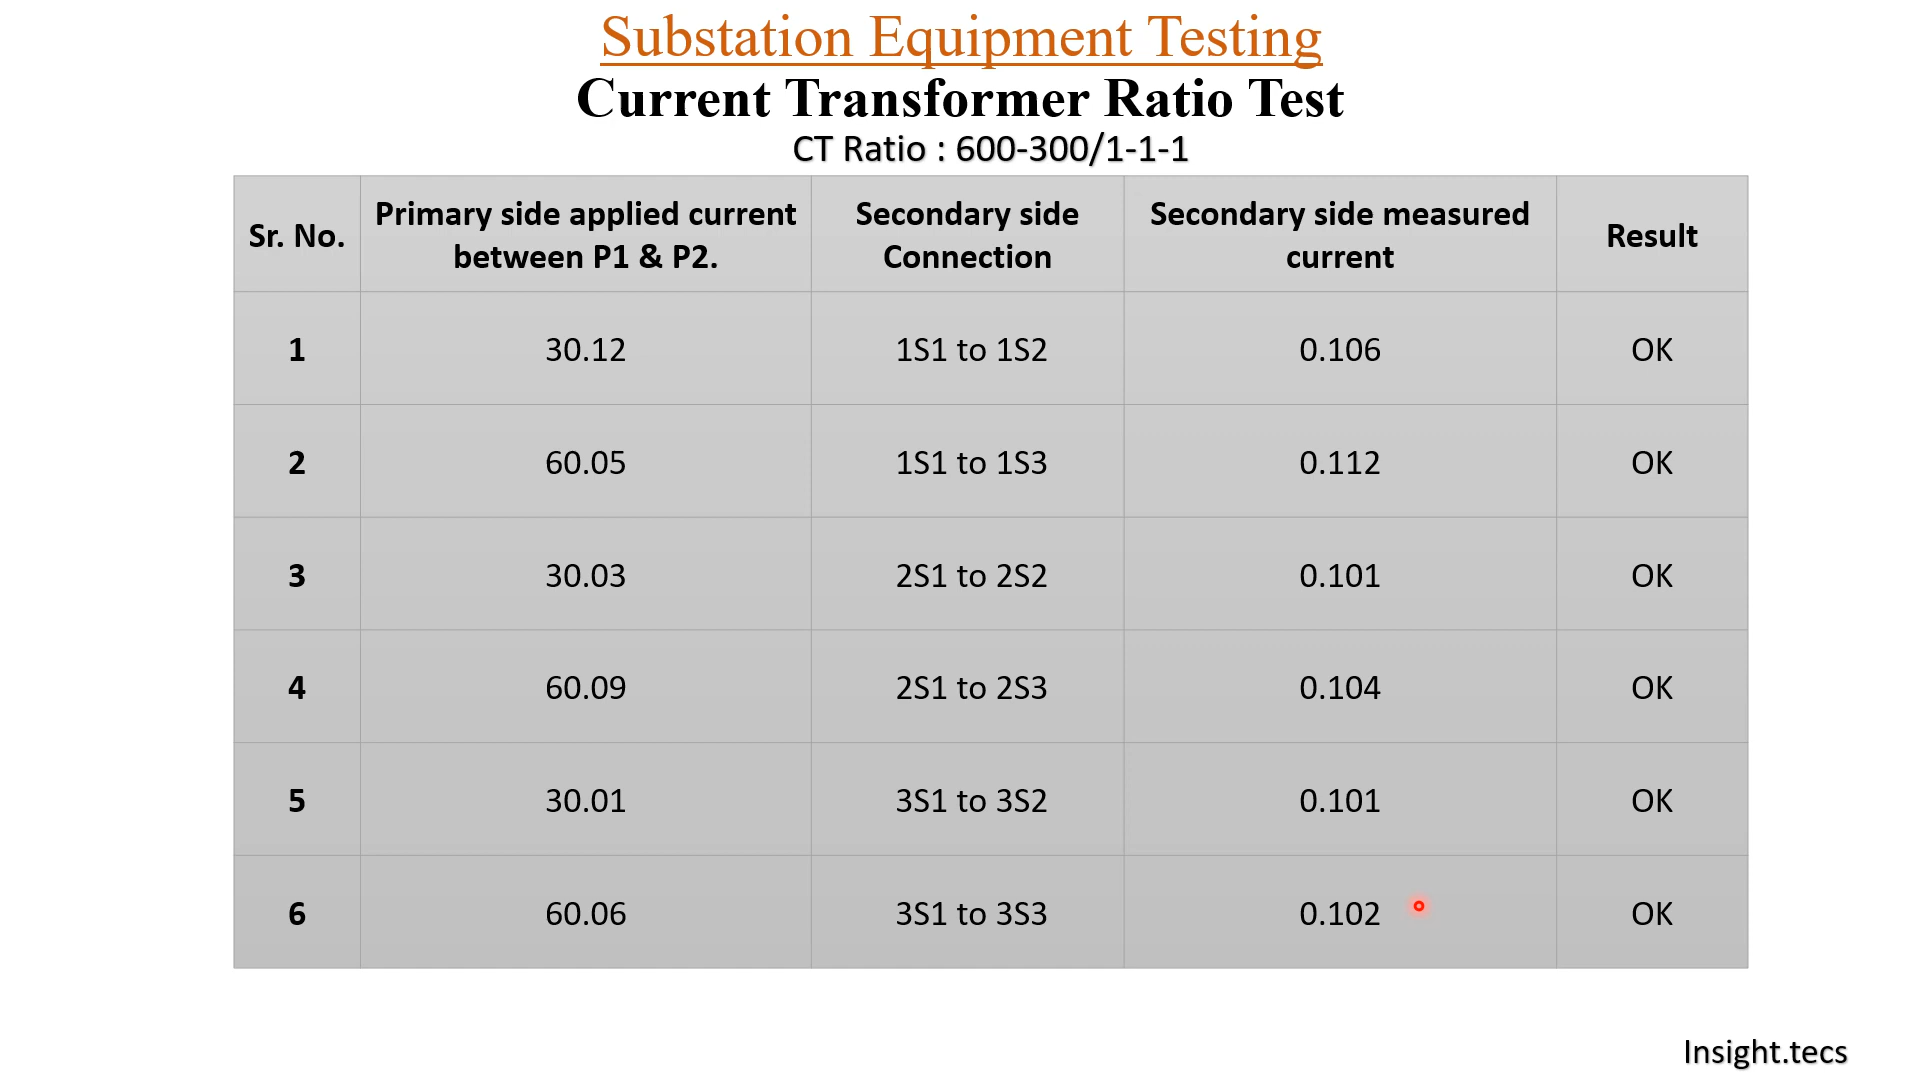 Substation Equipment Testing
Current Transformer Ratio Test
CT Ratio : 600-300/1-1-1
Sr. No.
Primary side applied current
between P1 & P2.
Secondary side
Connection
Secondary side measured
current
Result
1
30.12
1S1 to 1S2
0.106
OK
2
60.05
1S1 to 1S3
0.112
OK
3
30.03
2S1 to 2S2
0.101
OK
4
60.09
2S1 to 2S3
0.104
OK
5
30.01
3S1 to 3S2
0.101
OK
6
60.06
3S1 to 3S3
0.102
OK
Insight.tecs